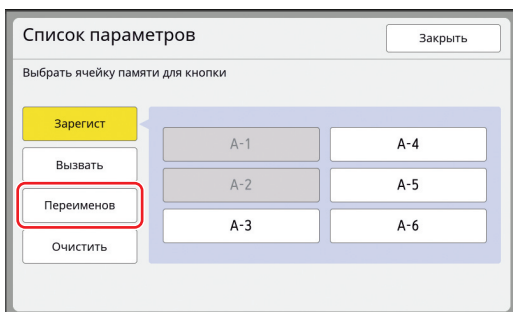 Список параметров
Закрыть
Выбрать ячейку памяти для кнопки
Зарегист
Вызвать
Переименов
Очистить
A-1
A-4
A-2
A-5
A-3
A-6